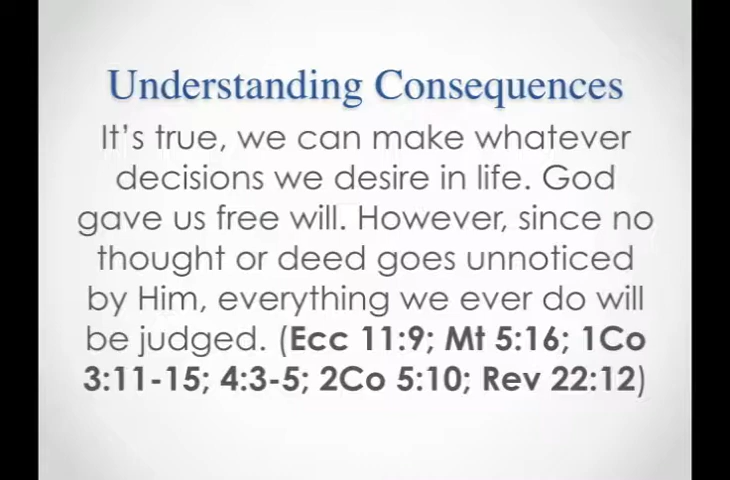 Understanding Consequences
It's true, we can make whatever
decisions we desire in life. God
gave us free will. However, since no
thought or deed goes unnoticed
by Him, everything we ever do will
be judged. (Ecc 11:9; Mt 5:16; 1Co
3:11-15; 4:3-5; 2Co 5:10; Rev 22:12)